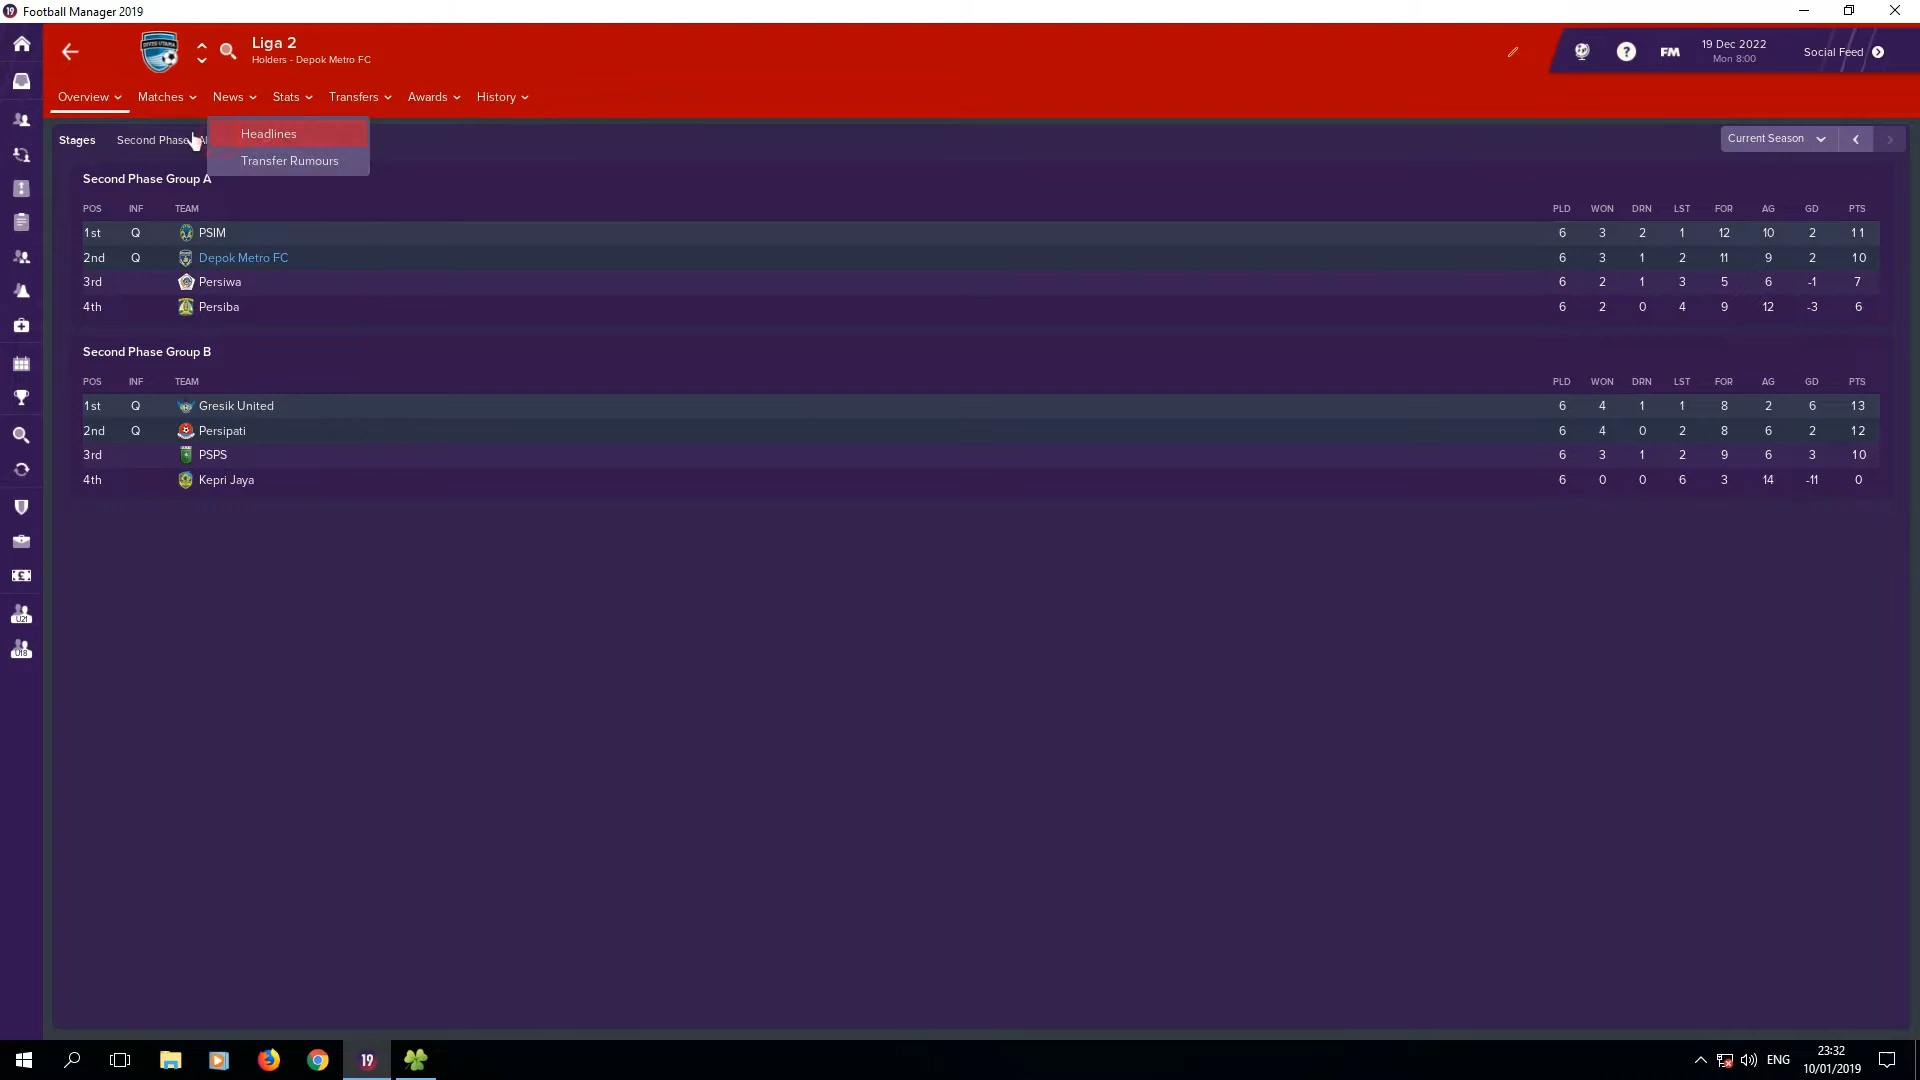 Football Manager 2019
Liga 2
Holders - Depok Metro FC
FM
19 Dec 2022
Mon 8:00
Social Feed
Overview Matches News Stats Transfers Awards History
Headlines
Transfer Rumours
Stages Second Phase
Current Season
Second Phase Group A
POS INF TEAM PLD WON DRN LST FOR AG GD PTS
1st Q PSIM 6 3 2 1 12 10 2 11
2nd Q Depok Metro FC 6 3 1 2 11 9 2 10
3rd Persiwa 6 2 1 3 5 6 -1 7
4th Persiba 6 2 0 4 9 12 -3 6
Second Phase Group B
POS INF TEAM PLD WON DRN LST FOR AG GD PTS
1st Q Gresik United 6 4 1 1 8 2 6 13
2nd Q Persipati 6 4 0 2 8 6 2 12
3rd PSPS 6 3 1 2 9 6 3 10
4th Kepri Jaya 6 0 0 6 3 14 -11 0
U21
U18
19
ENG
23:32
10/01/2019